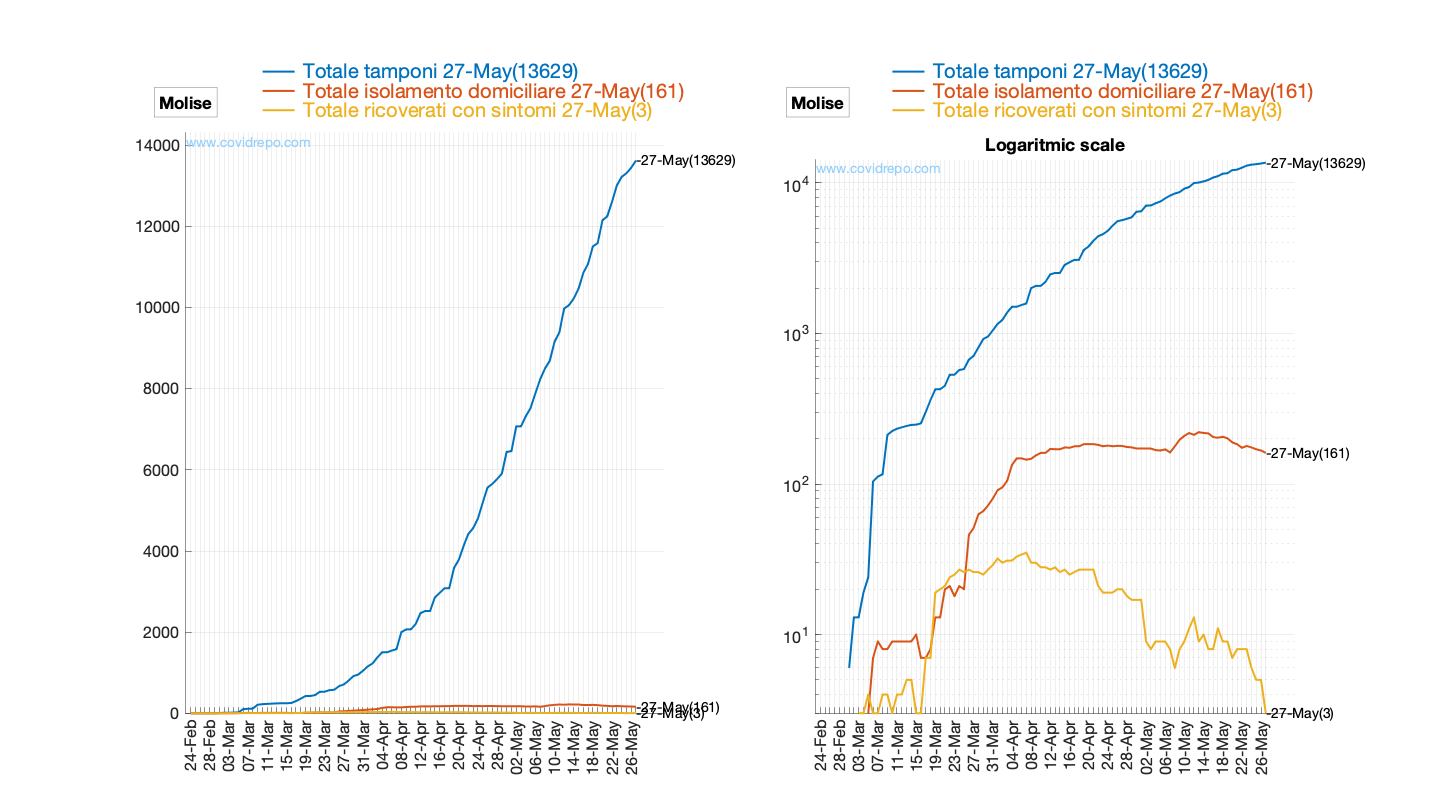 Totale tamponi 27-May(13629)
Totale isolamento domiciliare 27-May(161)
Totale ricoverati con sintomi 27-May(3)
Molise
www.covidrepo.com
14000
12000
10000
8000
6000
4000
2000
0
-27-May(13629)
-27-May(161)
-27-May(3)
24-Feb
28-Feb
03-Mar
07-Mar
11-Mar
15-Mar
19-Mar
23-Mar
27-Mar
31-Mar
04-Apr
08-Apr
12-Apr
16-Apr
20-Apr
24-Apr
28-Apr
02-May
06-May
10-May
14-May
18-May
22-May
26-May
Totale tamponi 27-May(13629)
Totale isolamento domiciliare 27-May(161)
Totale ricoverati con sintomi 27-May(3)
Molise
Logaritmic scale
www.covidrepo.com
10^4
10^3
10^2
10^1
-27-May(13629)
-27-May(161)
-27-May(3)
24-Feb
28-Feb
03-Mar
07-Mar
11-Mar
15-Mar
19-Mar
23-Mar
27-Mar
31-Mar
04-Apr
08-Apr
12-Apr
16-Apr
20-Apr
24-Apr
28-Apr
02-May
06-May
10-May
14-May
18-May
22-May
26-May